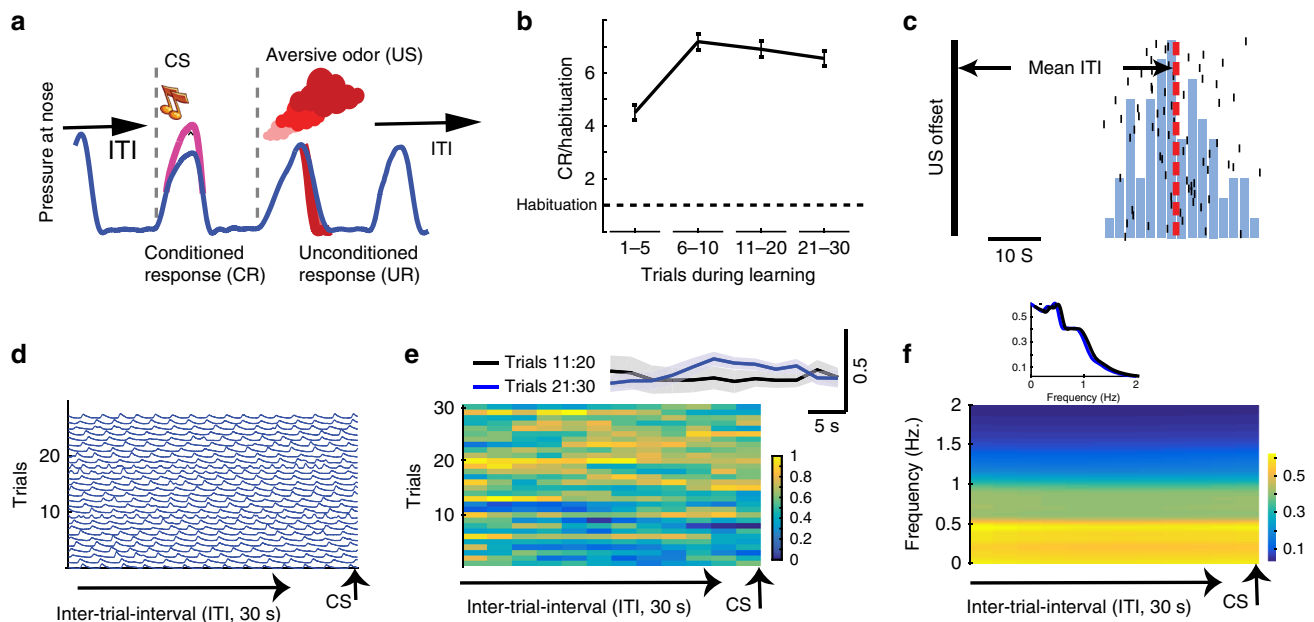 a
Pressure at nose
CS
Aversive odor (US)
ITI
ITI
Conditioned
response (CR)
Unconditioned
response (UR)
b
CR/habituation
6
4
2
Habituation
1–5
6–10
11–20
21–30
Trials during learning
c
US offset
Mean ITI
10 S
d
Trials
20
10
Inter-trial-interval (ITI, 30 s)
CS
e
Trials 11:20
Trials 21:30
0.5
5 s
Trials
30
20
10
1
0.8
0.6
0.4
0.2
0
Inter-trial-interval (ITI, 30 s)
CS
f
0.5
0.3
0.1
0
1
2
Frequency (Hz)
Frequency (Hz.)
2
1.5
1
0.5
0
0.5
0.3
0.1
Inter-trial-interval (ITI, 30 s)
CS